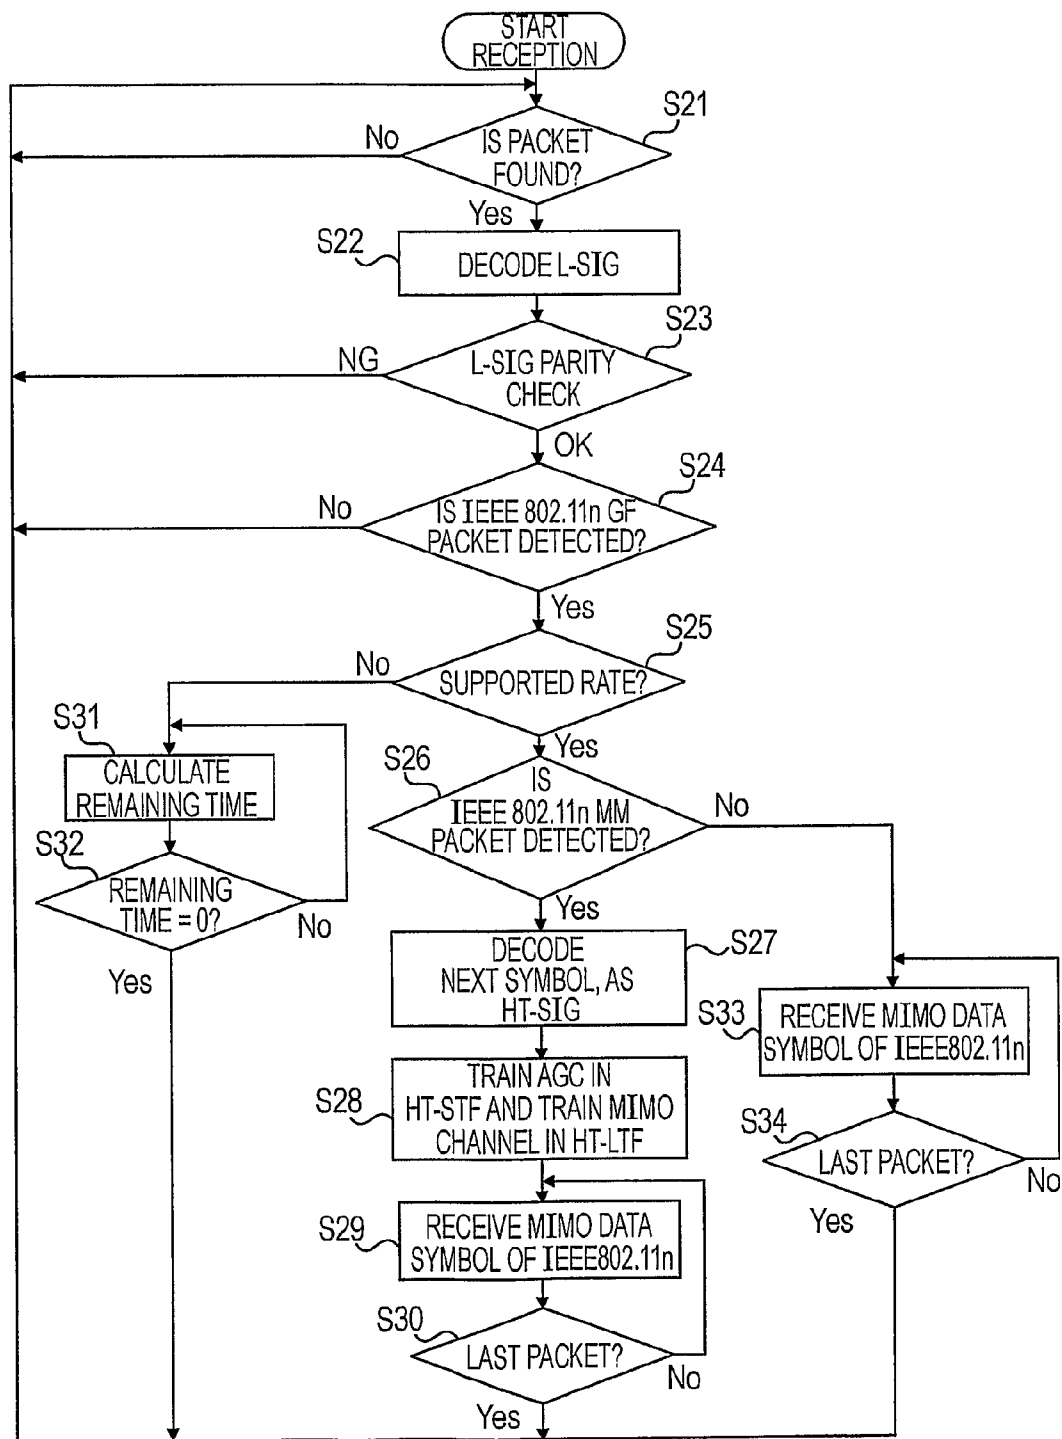 START
RECEPTION
S21
No
IS PACKET
FOUND?
Yes
S22
DECODE L-SIG
S23
NG
L-SIG PARITY
CHECK
OK
S24
No
IS IEEE 802.11n GF
PACKET DETECTED?
Yes
S25
No
SUPPORTED RATE?
Yes
S31
CALCULATE
REMAINING TIME
S32
REMAINING
TIME = 0?
No
Yes
S26
IS
IEEE 802.11n MM
PACKET DETECTED?
No
Yes
S27
DECODE
NEXT SYMBOL, AS
HT-SIG
S28
TRAIN AGC IN
HT-STF AND TRAIN MIMO
CHANNEL IN HT-LTF
S29
RECEIVE MIMO DATA
SYMBOL OF IEEE802.11n
S30
LAST PACKET?
No
Yes
S33
RECEIVE MIMO DATA
SYMBOL OF IEEE802.11n
S34
LAST PACKET?
No
Yes